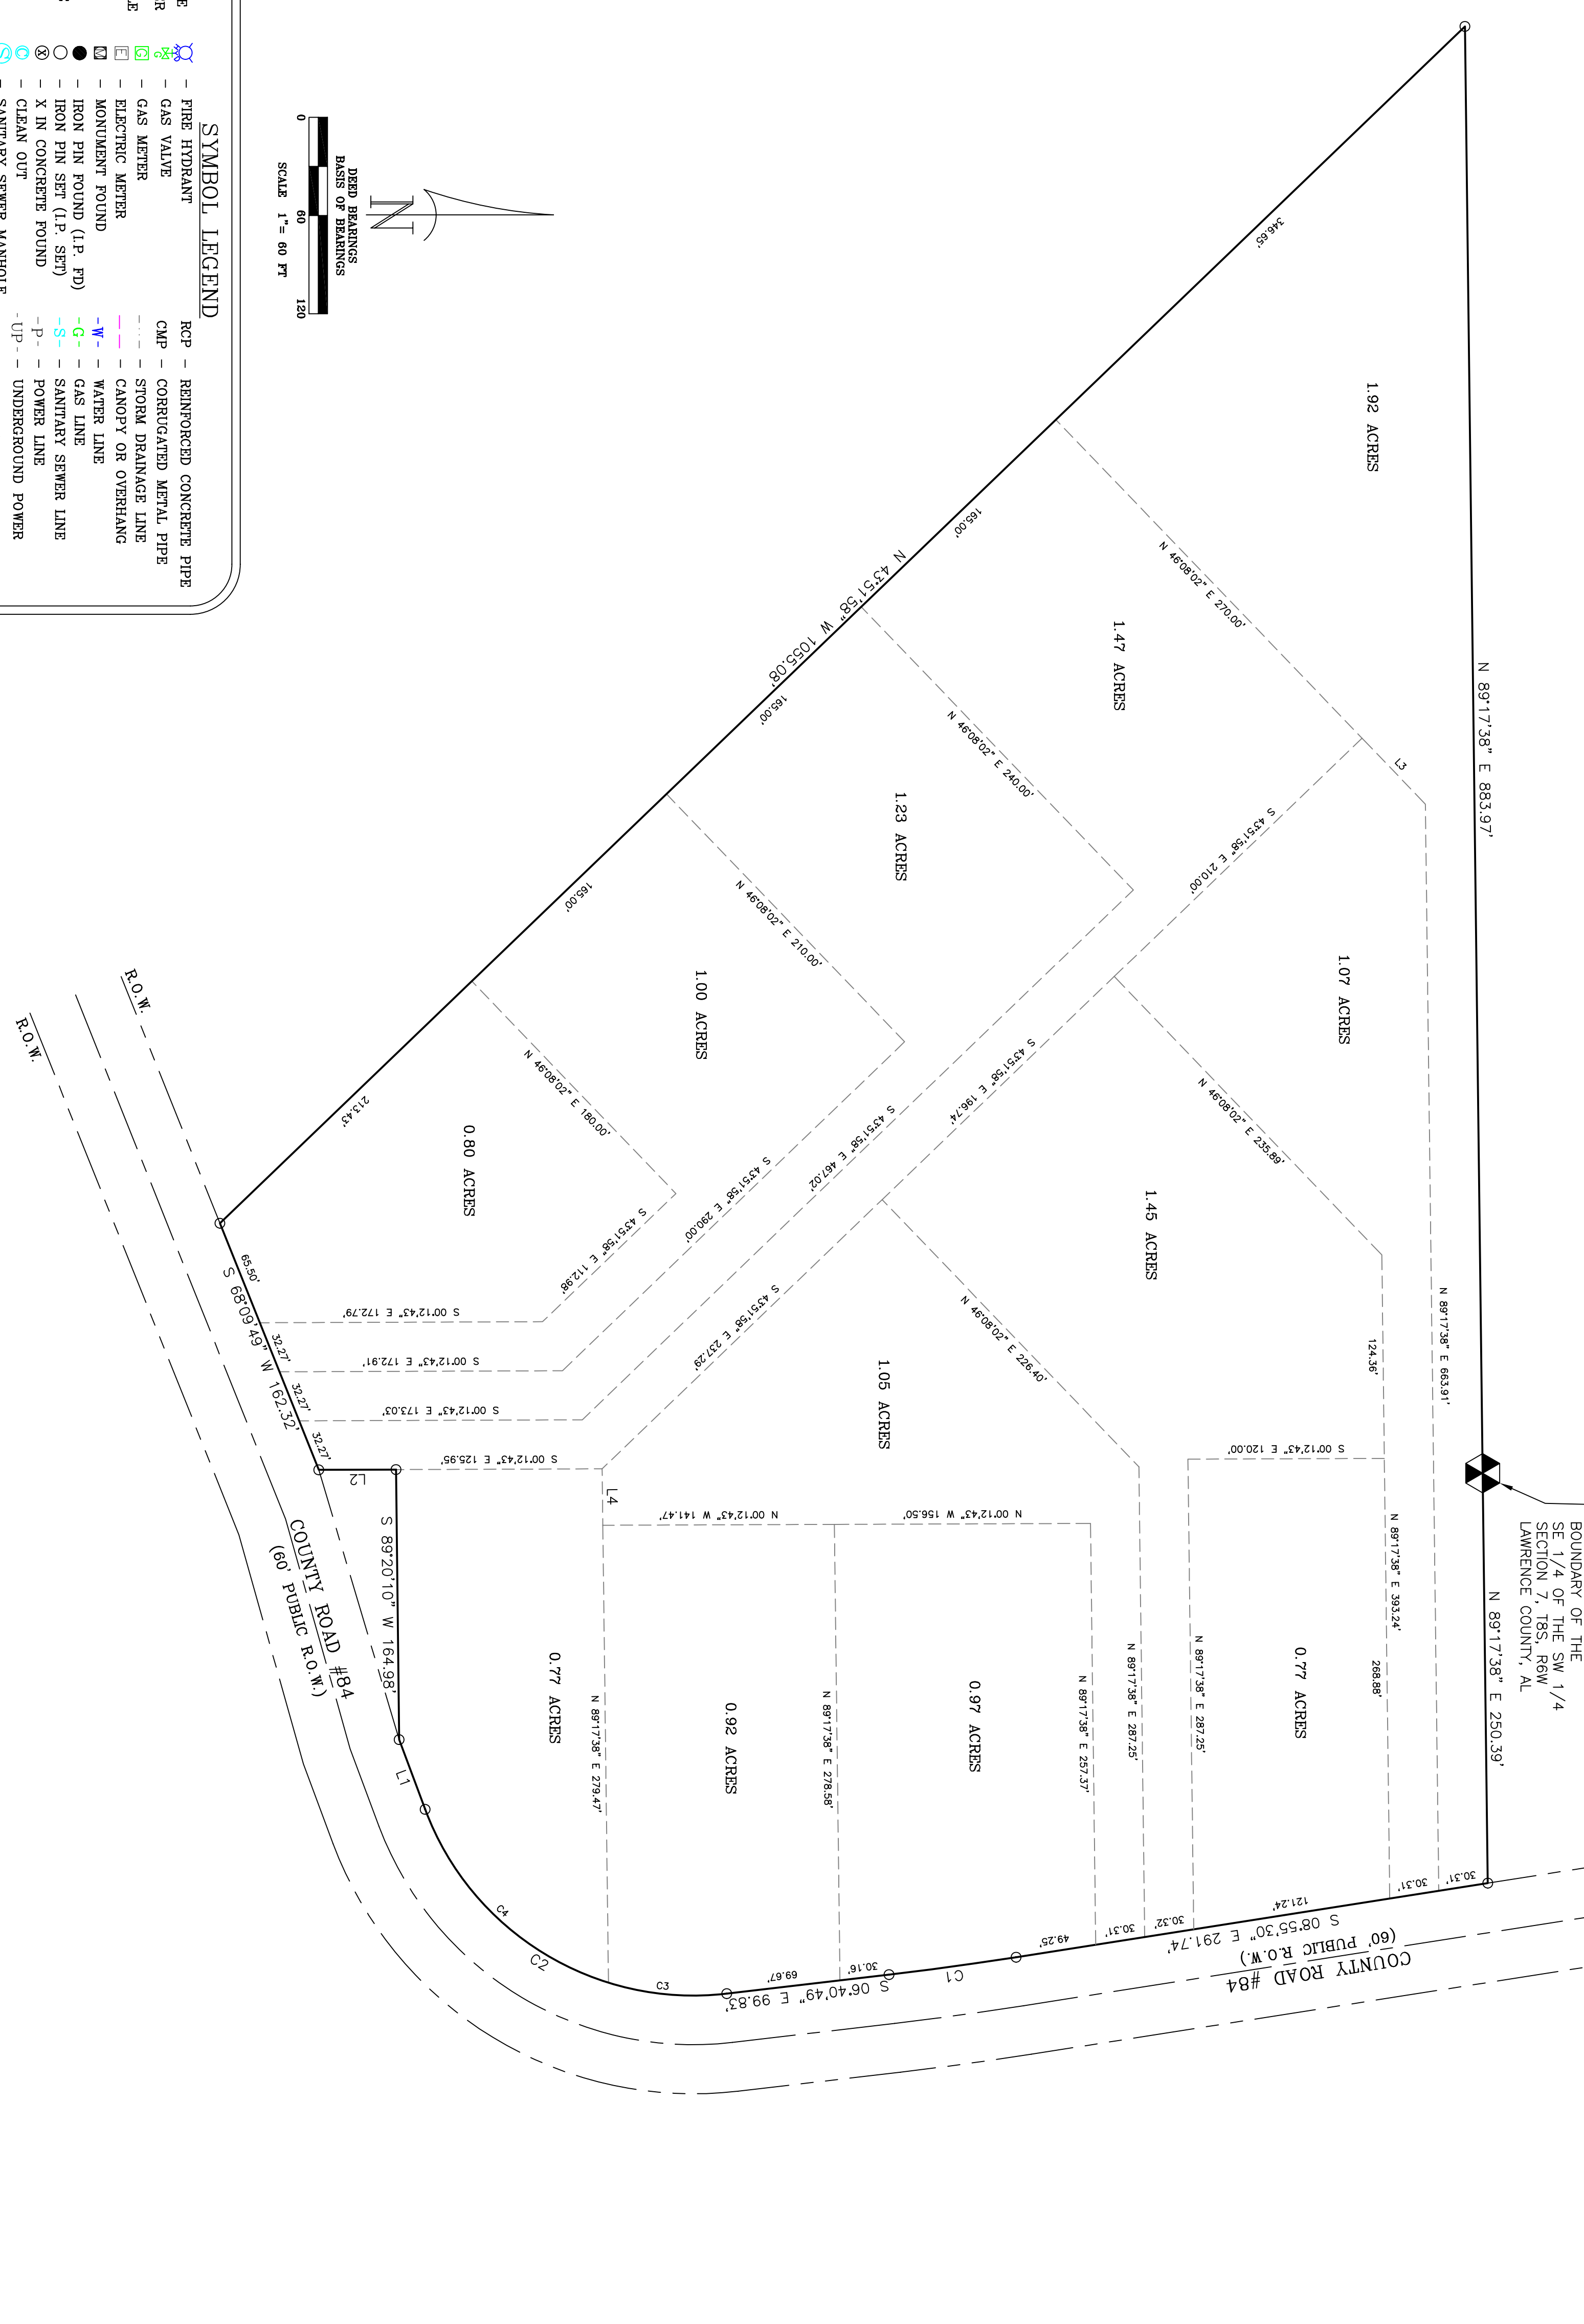 SYMBOL LEGEND
- FIRE HYDRANT
G - GAS VALVE
G - GAS METER
E - ELECTRIC METER
M - MONUMENT FOUND
- IRON PIN FOUND (I.P. FD)
- IRON PIN SET (I.P. SET)
X - X IN CONCRETE FOUND
C - CLEAN OUT
S - SANITARY SEWER MANHOLE
RCP - REINFORCED CONCRETE PIPE
CMP - CORRUGATED METAL PIPE
- STORM DRAINAGE LINE
- CANOPY OR OVERHANG
-W- - WATER LINE
-G- - GAS LINE
-S- - SANITARY SEWER LINE
-P- - POWER LINE
-UP- - UNDERGROUND POWER
N
DEED BEARINGS
BASIS OF BEARINGS
0 60 120
SCALE 1"= 60 FT
N 89°17'38" E 883.97'
N 89°17'38" E 250.39'
BOUNDARY OF THE
SE 1/4 OF THE SW 1/4
SECTION 7, T8S, R6W
LAWRENCE COUNTY, AL
346.65'
165.00'
N 43°51'58" W 1055.08'
165.00'
165.00'
213.43'
1.92 ACRES
N 46°08'02" E 270.00'
L3
1.47 ACRES
N 46°08'02" E 240.00'
S 43°51'58" E 210.00'
1.23 ACRES
N 46°08'02" E 210.00'
1.07 ACRES
N 46°08'02" E 235.89'
S 43°51'58" E 196.74'
S 43°51'58" E 467.02'
1.00 ACRES
N 46°08'02" E 180.00'
S 43°51'58" E 290.00'
0.80 ACRES
S 43°51'58" E 112.98'
S 43°51'58" E 237.29'
1.45 ACRES
N 46°08'02" E 226.40'
1.05 ACRES
N 89°17'38" E 663.91'
124.36'
N 89°17'38" E 393.24'
268.88'
S 00°12'43" E 120.00'
0.77 ACRES
N 89°17'38" E 287.25'
N 89°17'38" E 287.25'
N 89°17'38" E 257.37'
N 00°12'43" W 156.50'
0.97 ACRES
N 89°17'38" E 278.58'
N 00°12'43" W 141.47'
0.92 ACRES
N 89°17'38" E 279.47'
L4
0.77 ACRES
S 00°12'43" E 172.79'
S 00°12'43" E 172.91'
S 00°12'43" E 173.03'
S 00°12'43" E 125.95'
65.50'
32.27'
32.27'
32.27'
S 68°09'49" W 162.32'
L2
S 89°20'10" W 164.98'
L1
C4
C2
C3
69.67'
30.16'
S 06°40'49" E 99.83'
C1
49.25'
30.31'
30.32'
121.24'
30.31'
30.31'
S 08°55'30" E 291.74'
(60' PUBLIC R.O.W.)
COUNTY ROAD #84
R.O.W.
R.O.W.
COUNTY ROAD #84
(60' PUBLIC R.O.W.)